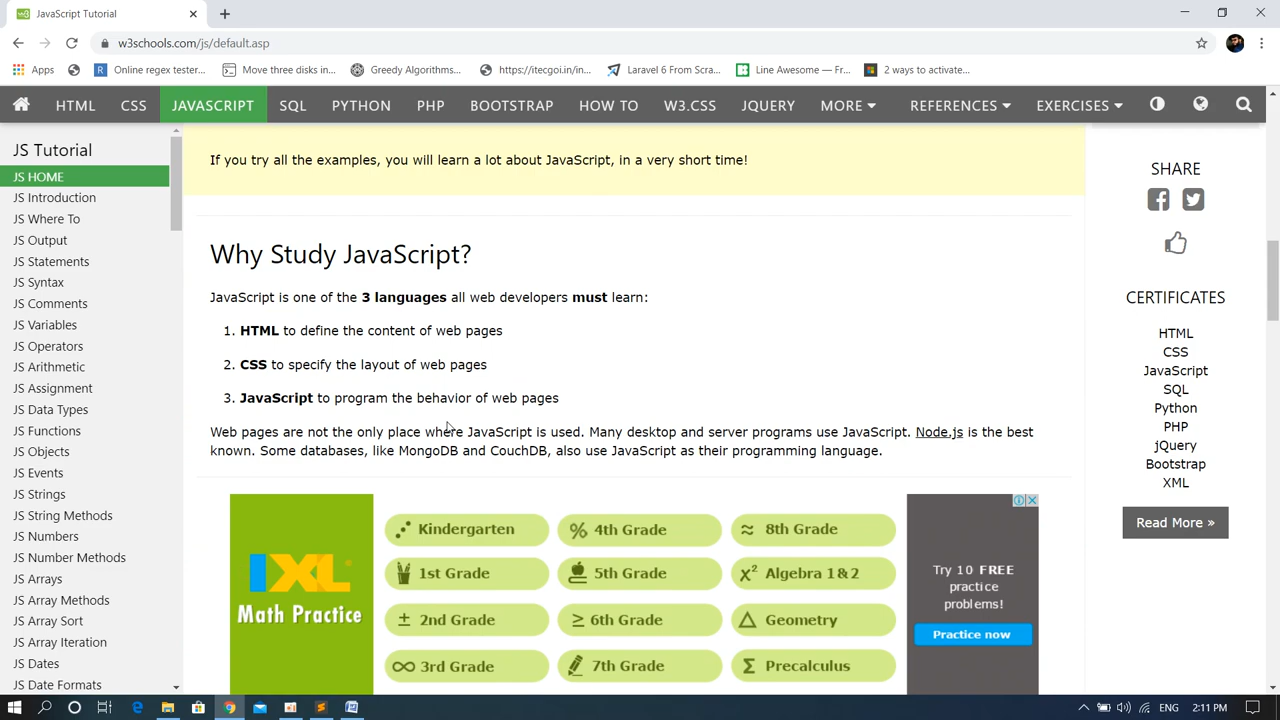 JavaScript Tutorial
w3schools.com/js/default.asp
Apps
Online regex tester...
Move three disks in...
Greedy Algorithms...
https://itecgoi.in/in...
Laravel 6 From Scra...
Line Awesome — Fr...
2 ways to activate...
HTML CSS JAVASCRIPT SQL PYTHON PHP BOOTSTRAP HOW TO W3.CSS JQUERY MORE REFERENCES EXERCISES
JS Tutorial
JS HOME
JS Introduction
JS Where To
JS Output
JS Statements
JS Syntax
JS Comments
JS Variables
JS Operators
JS Arithmetic
JS Assignment
JS Data Types
JS Functions
JS Objects
JS Events
JS Strings
JS String Methods
JS Numbers
JS Number Methods
JS Arrays
JS Array Methods
JS Array Sort
JS Array Iteration
JS Dates
JS Date Formats
If you try all the examples, you will learn a lot about JavaScript, in a very short time!
Why Study JavaScript?
JavaScript is one of the 3 languages all web developers must learn:
1. HTML to define the content of web pages
2. CSS to specify the layout of web pages
3. JavaScript to program the behavior of web pages
Web pages are not the only place where JavaScript is used. Many desktop and server programs use JavaScript. Node.js is the best
known. Some databases, like MongoDB and CouchDB, also use JavaScript as their programming language.
IXL
Math Practice
Kindergarten
4th Grade
8th Grade
1st Grade
5th Grade
x² Algebra 1 & 2
± 2nd Grade
≥ 6th Grade
Geometry
∞ 3rd Grade
7th Grade
Σ Precalculus
Try 10 FREE
practice
problems!
Practice now
SHARE
CERTIFICATES
HTML
CSS
JavaScript
SQL
Python
PHP
jQuery
Bootstrap
XML
Read More »
ENG
2:11 PM